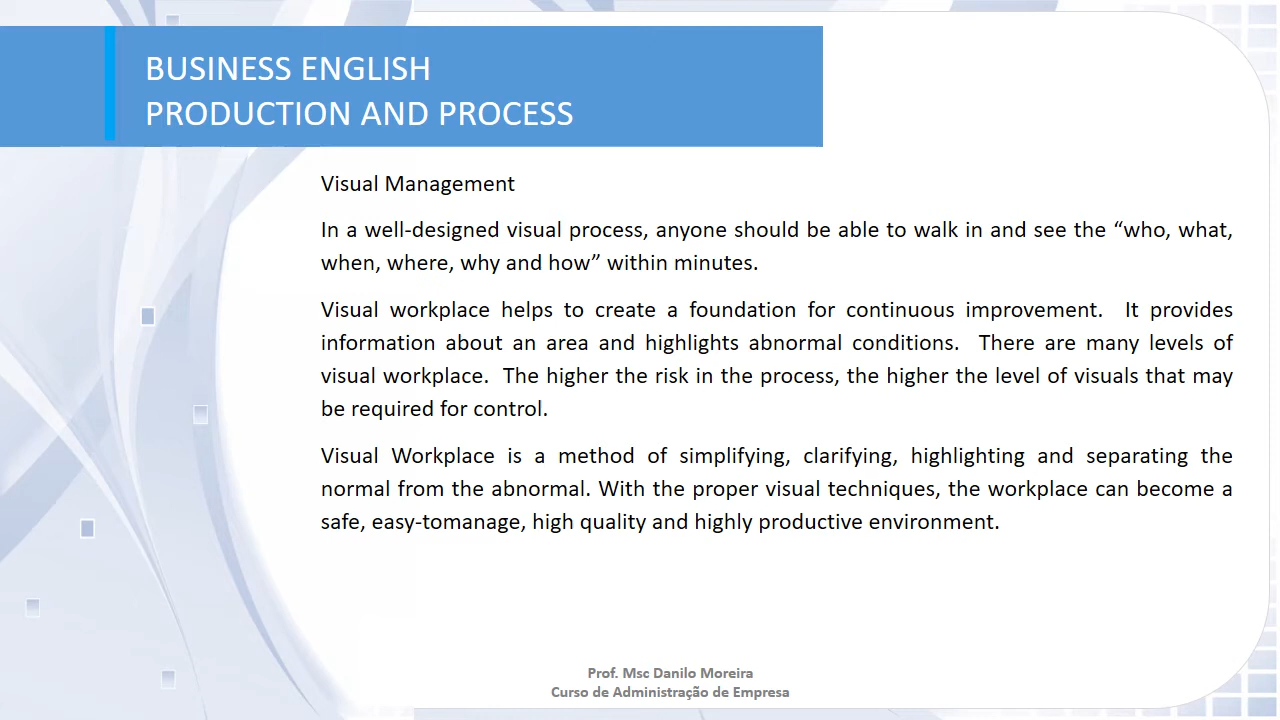 BUSINESS ENGLISH
PRODUCTION AND PROCESS
Visual Management
In a well-designed visual process, anyone should be able to walk in and see the “who, what,
when, where, why and how” within minutes.
Visual workplace helps to create a foundation for continuous improvement.  It provides
information about an area and highlights abnormal conditions.  There are many levels of
visual workplace.  The higher the risk in the process, the higher the level of visuals that may
be required for control.
Visual Workplace is a method of simplifying, clarifying, highlighting and separating the
normal from the abnormal. With the proper visual techniques, the workplace can become a
safe, easy-tomanage, high quality and highly productive environment.
Prof. Msc Danilo Moreira
Curso de Administração de Empresa